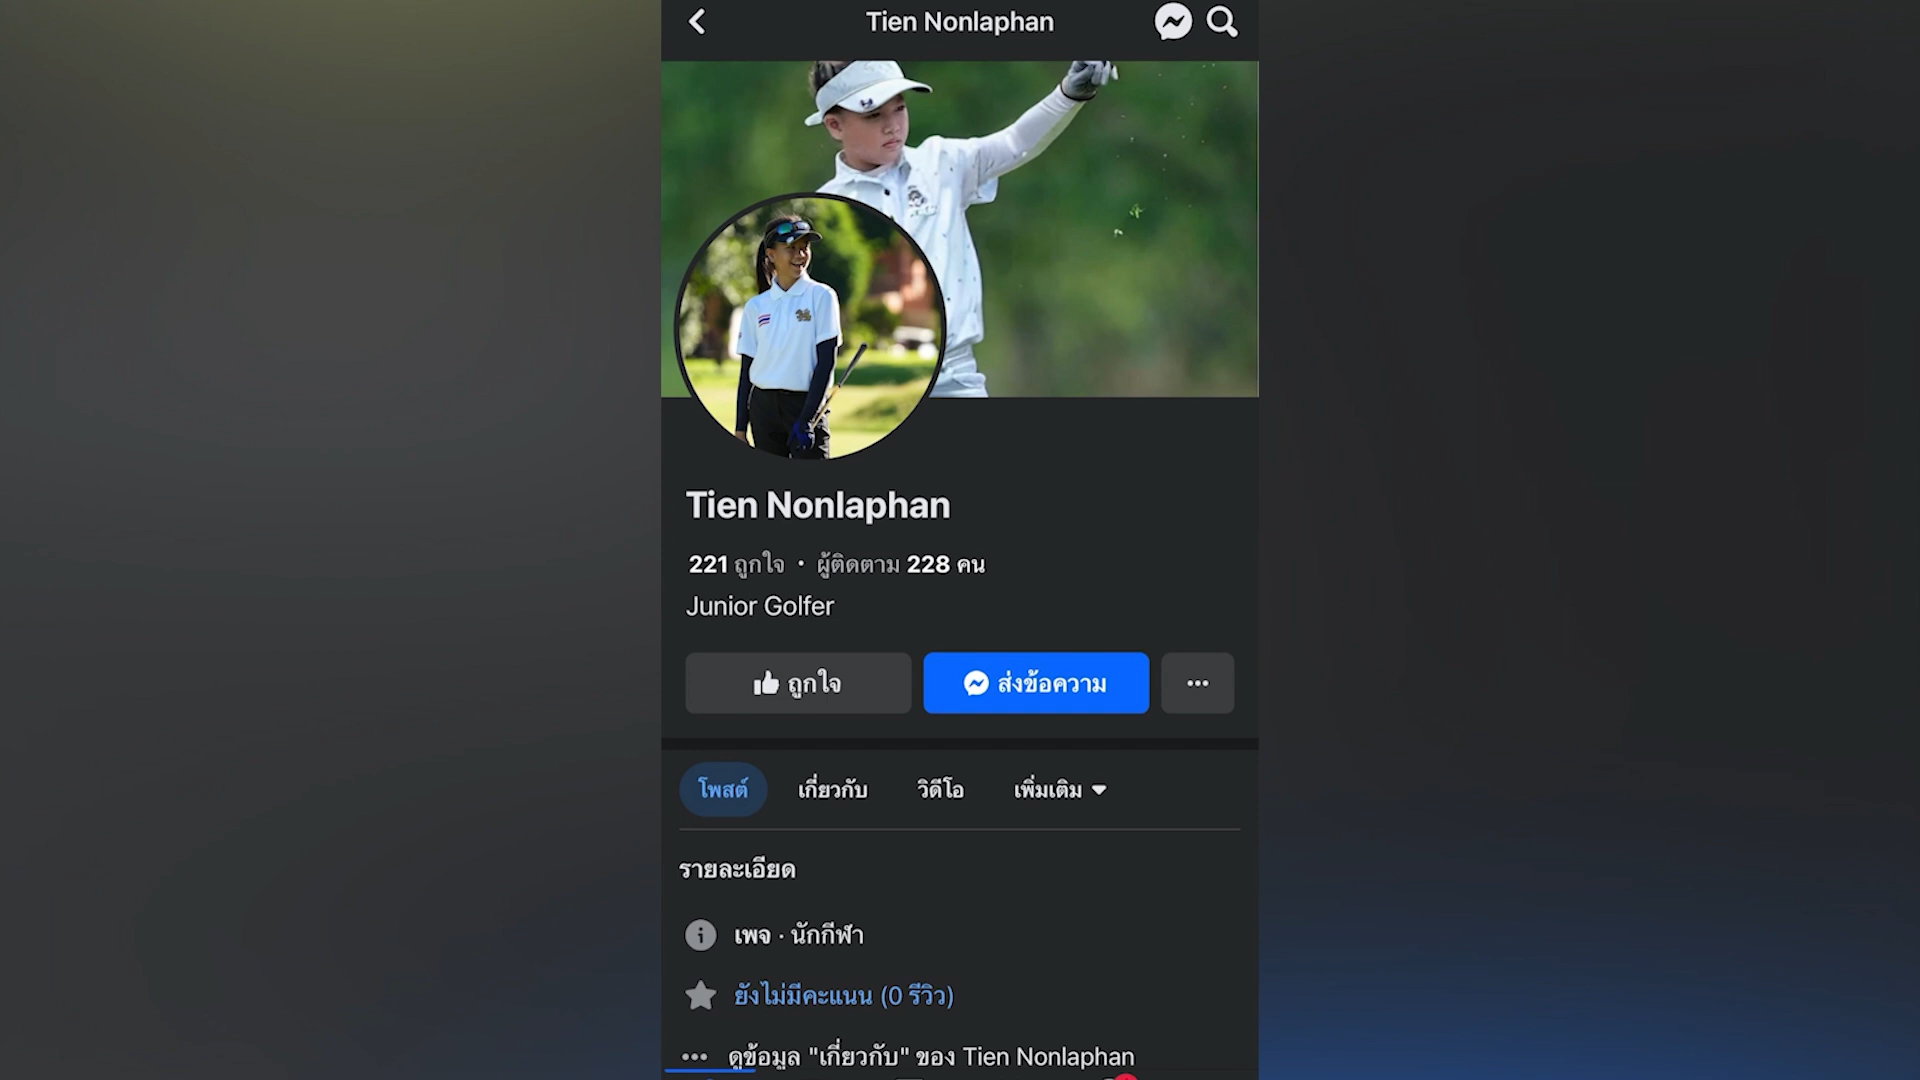 Tien Nonlaphan
Tien Nonlaphan
221 ถูกใจ · ผู้ติดตาม 228 คน
Junior Golfer
ถูกใจ
ส่งข้อความ
โพสต์
เกี่ยวกับ
วิดีโอ
เพิ่มเติม
รายละเอียด
เพจ · นักกีฬา
ยังไม่มีคะแนน (0 รีวิว)
ดูข้อมูล "เกี่ยวกับ" ของ Tien Nonlaphan